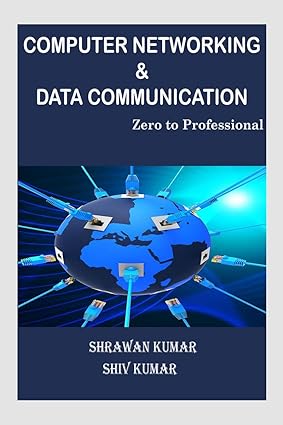 COMPUTER NETWORKING
&
DATA COMMUNICATION
Zero to Professional
SHRAWAN KUMAR
SHIV KUMAR